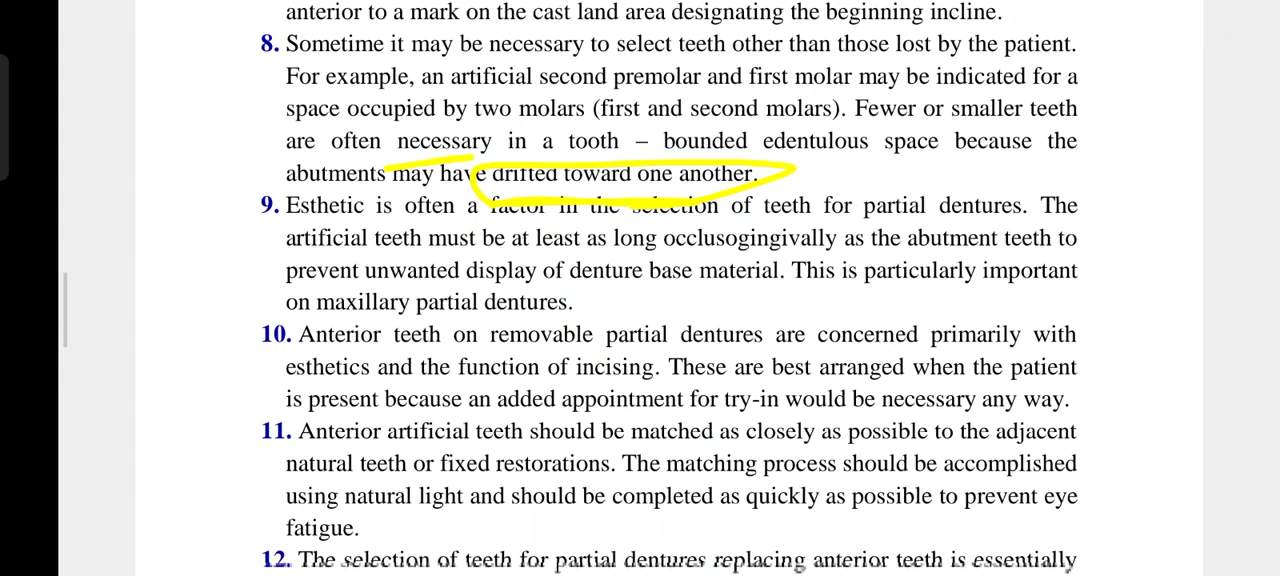 anterior to a mark on the cast land area designating the beginning incline.
8. Sometime it may be necessary to select teeth other than those lost by the patient.
For example, an artificial second premolar and first molar may be indicated for a
space occupied by two molars (first and second molars). Fewer or smaller teeth
are often necessary in a tooth – bounded edentulous space because the
abutments may have drifted toward one another.
9. Esthetic is often a factor in the selection of teeth for partial dentures. The
artificial teeth must be at least as long occlusogingivally as the abutment teeth to
prevent unwanted display of denture base material. This is particularly important
on maxillary partial dentures.
10. Anterior teeth on removable partial dentures are concerned primarily with
esthetics and the function of incising. These are best arranged when the patient
is present because an added appointment for try-in would be necessary any way.
11. Anterior artificial teeth should be matched as closely as possible to the adjacent
natural teeth or fixed restorations. The matching process should be accomplished
using natural light and should be completed as quickly as possible to prevent eye
fatigue.
12. The selection of teeth for partial dentures replacing anterior teeth is essentially